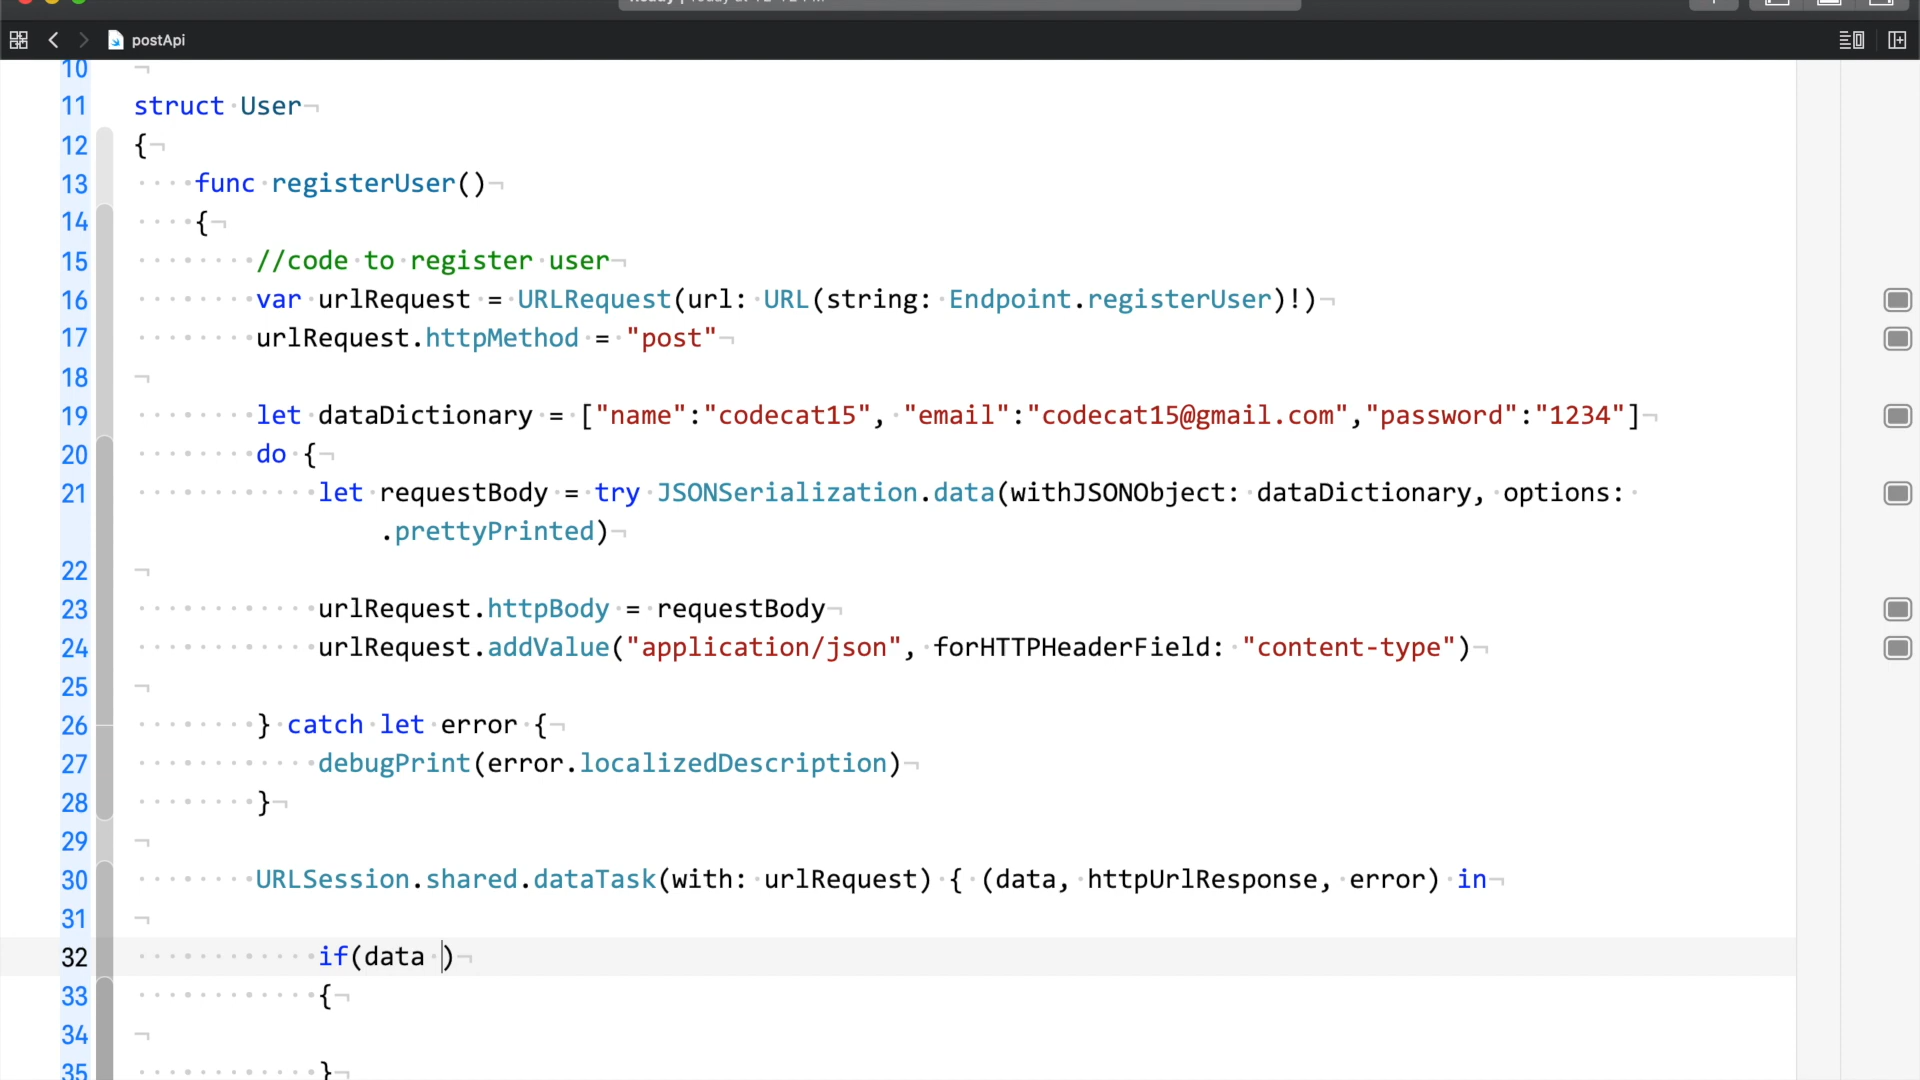 postApi
10
11 struct User
12 {
13 func registerUser()
14 {
15 //code to register user
16 var urlRequest = URLRequest(url: URL(string: Endpoint.registerUser)!)
17 urlRequest.httpMethod = "post"
18
19 let dataDictionary = ["name":"codecat15", "email":"codecat15@gmail.com","password":"1234"]
20 do {
21 let requestBody = try JSONSerialization.data(withJSONObject: dataDictionary, options:
.prettyPrinted)
22
23 urlRequest.httpBody = requestBody
24 urlRequest.addValue("application/json", forHTTPHeaderField: "content-type")
25
26 } catch let error {
27 debugPrint(error.localizedDescription)
28 }
29
30 URLSession.shared.dataTask(with: urlRequest) { (data, httpUrlResponse, error) in
31
32 if(data )
33 {
34
35 }